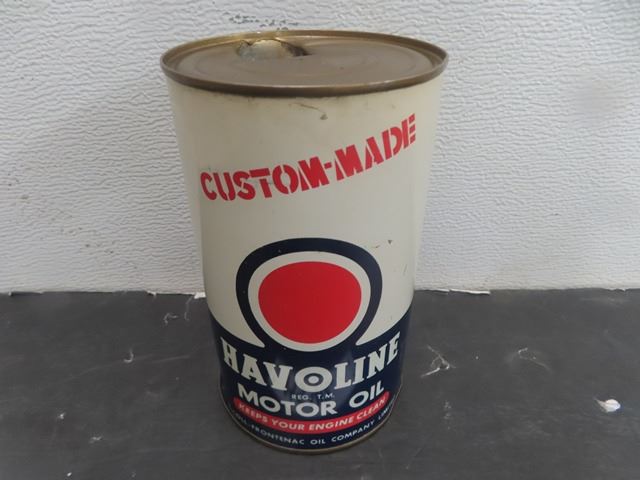 CUSTOM-MADE
HAVOLINE
REG. T.M.
MOTOR OIL
KEEPS YOUR ENGINE CLEAN
-FRONTENAC OIL COMPANY